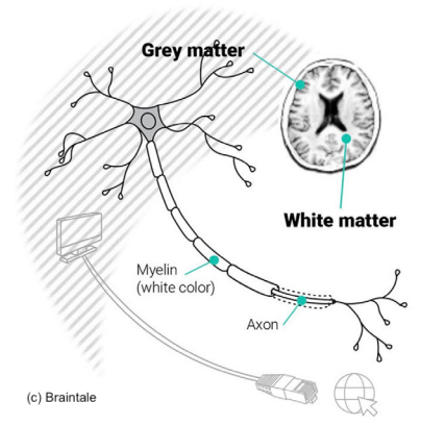 Grey matter
White matter
Myelin
(white color)
Axon
(c) Braintale